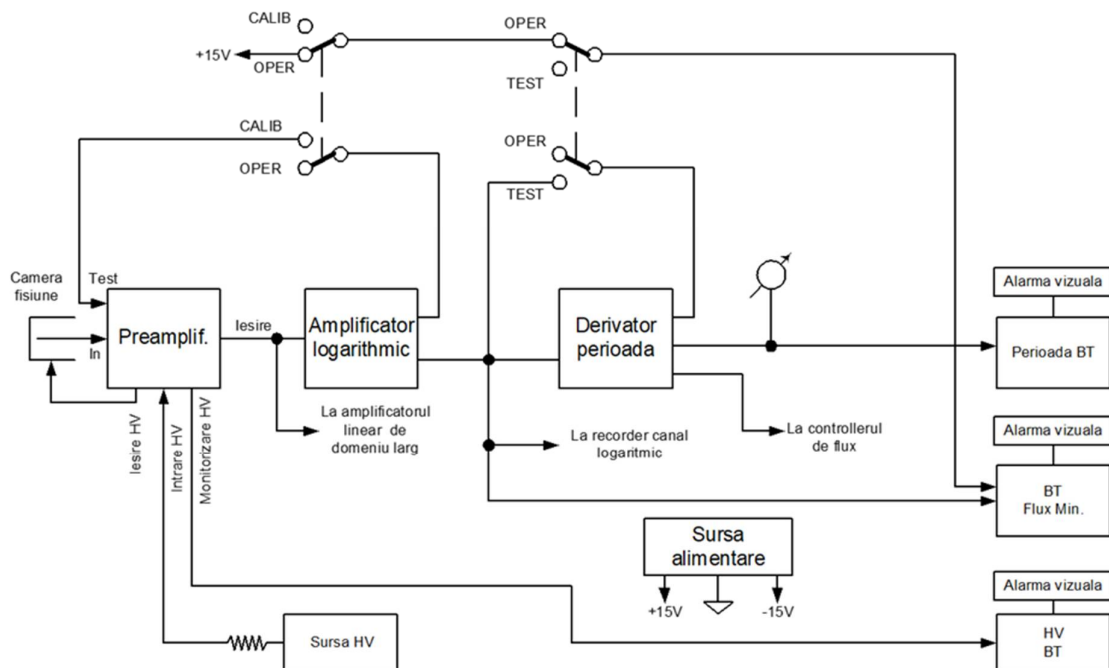 CALIB
+15V
OPER
OPER
TEST
CALIB
OPER
OPER
TEST
Camera
fisiune
Test
In
Preamplif.
Iesire
Amplificator
logarithmic
Derivator
perioada
Alarma vizuala
Perioada BT
Iesire HV
Intrare HV
Monitorizare HV
La amplificatorul
linear de
domeniu larg
La recorder canal
logaritmic
La controllerul
de flux
Alarma vizuala
BT
Flux Min.
Sursa
alimentare
+15V
-15V
Sursa HV
Alarma vizuala
HV
BT